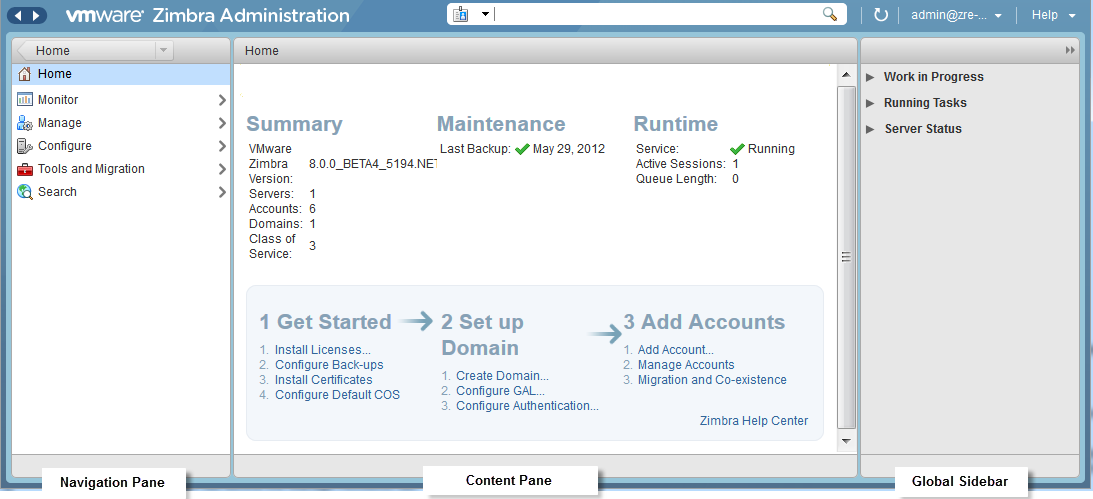 vmware Zimbra Administration
admin@zre-...
Help
Home
Home
Monitor
Manage
Configure
Tools and Migration
Search
Home
Summary
VMware Zimbra Version: 8.0.0_BETA4_5194.NET
Servers: 1
Accounts: 6
Domains: 1
Class of Service: 3
Maintenance
Last Backup: May 29, 2012
Runtime
Service: Running
Active Sessions: 1
Queue Length: 0
1 Get Started
1. Install Licenses...
2. Configure Back-ups
3. Install Certificates
4. Configure Default COS
2 Set up
Domain
1. Create Domain...
2. Configure GAL...
3. Configure Authentication...
3 Add Accounts
1. Add Account...
2. Manage Accounts
3. Migration and Co-existence
Zimbra Help Center
Work in Progress
Running Tasks
Server Status
Navigation Pane
Content Pane
Global Sidebar